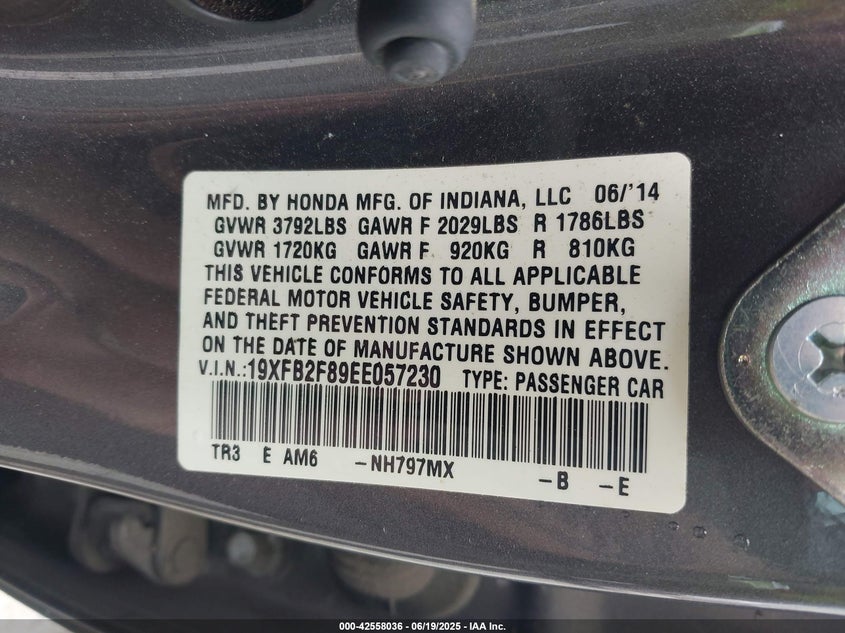 MFD. BY HONDA MFG. OF INDIANA, LLC 06/'14
GVWR 3792LBS GAWR F 2029LBS R 1786LBS
GVWR 1720KG GAWR F 920KG R 810KG
THIS VEHICLE CONFORMS TO ALL APPLICABLE
FEDERAL MOTOR VEHICLE SAFETY, BUMPER,
AND THEFT PREVENTION STANDARDS IN EFFECT
ON THE DATE OF MANUFACTURE SHOWN ABOVE.
V.I.N.:19XFB2F89EE057230 TYPE: PASSENGER CAR
TR3 E AM6 -NH797MX -B -E
000-42558036 / 06/19/2025 - IAA Inc.